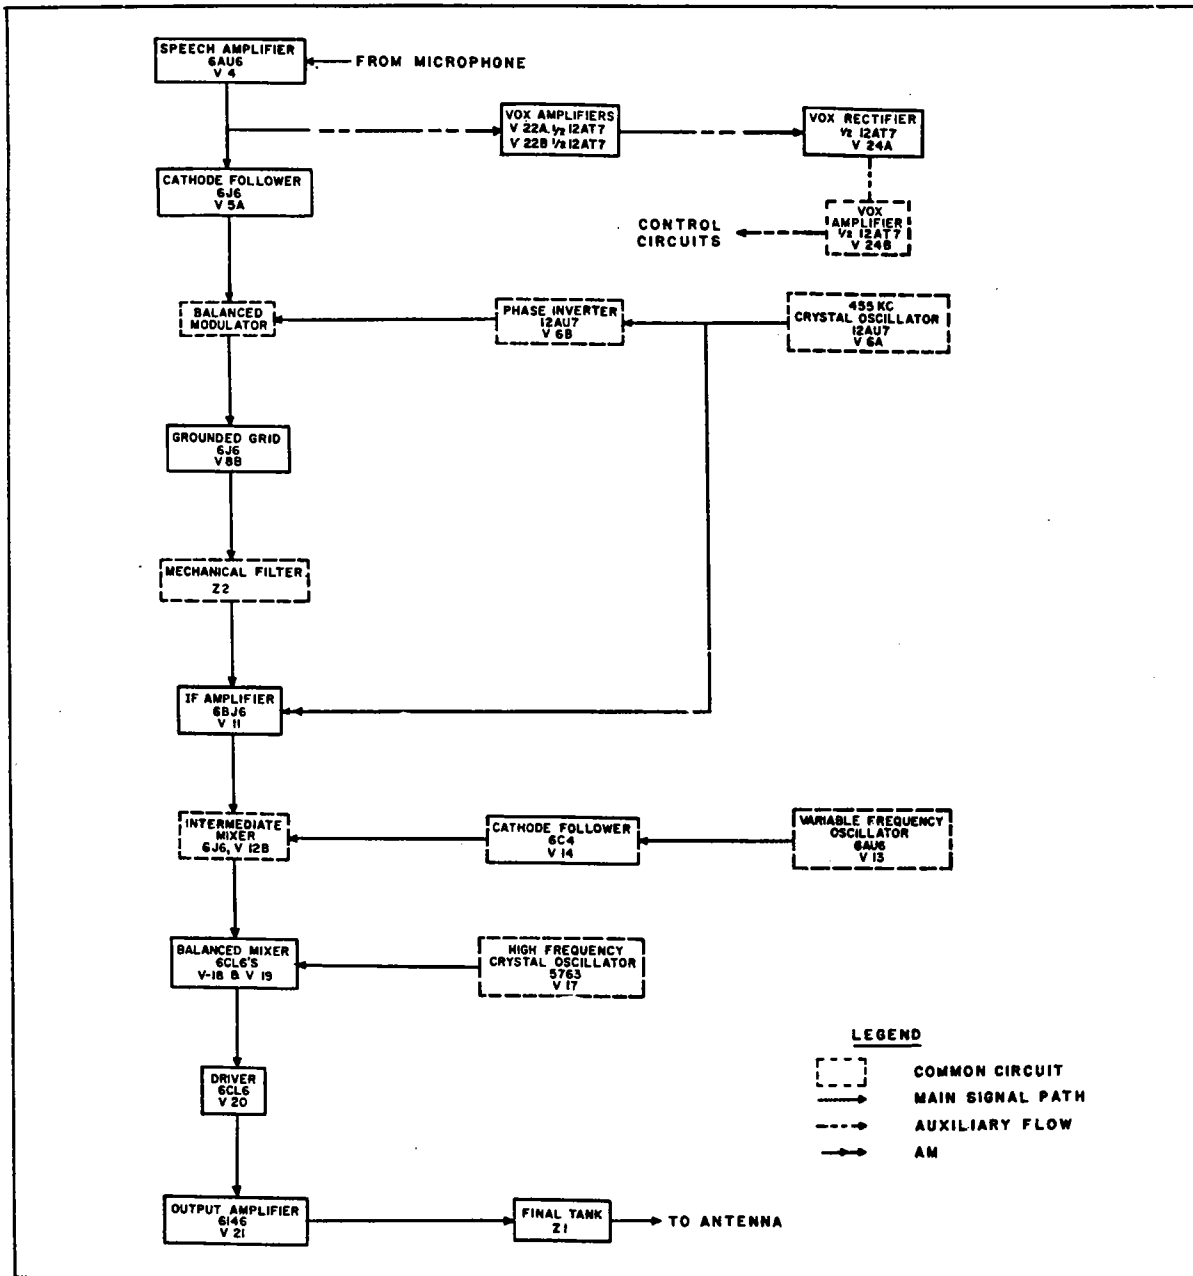 SPEECH AMPLIFIER
6AU6
V 4
FROM MICROPHONE
VOX AMPLIFIERS
V 22A, 1/2 12AT7
V 22B 1/2 12AT7
VOX RECTIFIER
1/2 12AT7
V 24A
CATHODE FOLLOWER
6J6
V 5A
VOX
AMPLIFIER
1/2 12AT7
V 24B
CONTROL
CIRCUITS
BALANCED
MODULATOR
PHASE INVERTER
12AU7
V 6B
455 KC
CRYSTAL OSCILLATOR
12AU7
V 6A
GROUNDED GRID
6J6
V 8B
MECHANICAL FILTER
Z2
IF AMPLIFIER
6BJ6
V 11
INTERMEDIATE
MIXER
6J6, V 12B
CATHODE FOLLOWER
6C4
V 14
VARIABLE FREQUENCY
OSCILLATOR
6AU6
V 13
BALANCED MIXER
6CL6'S
V-18 & V 19
HIGH FREQUENCY
CRYSTAL OSCILLATOR
5763
V 17
DRIVER
6CL6
V 20
LEGEND
COMMON CIRCUIT
MAIN SIGNAL PATH
AUXILIARY FLOW
AM
OUTPUT AMPLIFIER
6146
V 21
FINAL TANK
Z1
TO ANTENNA